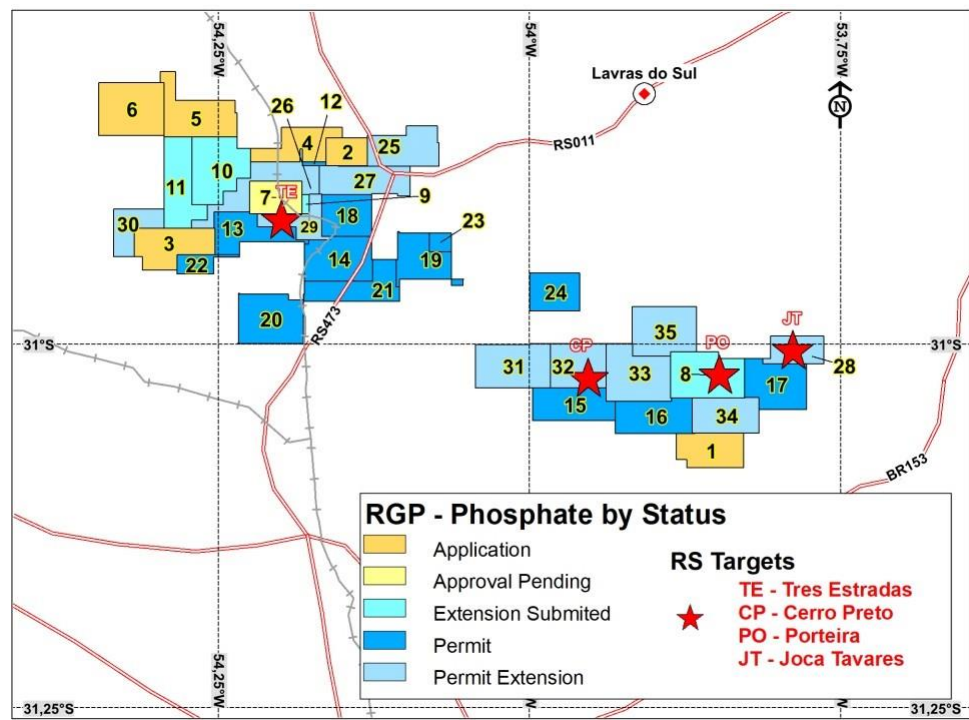 54,25°W
54°W
53,75°W
Lavras do Sul
N
RS011
6
5
26
12
4
2
25
10
27
11
7
TE
9
18
30
13
29
23
3
14
19
22
21
24
20
RS473
35
JT
31°S
31°S
CP
PO
31
32
33
8
28
17
15
16
34
1
BR153
RGP - Phosphate by Status
Application
Approval Pending
Extension Submited
Permit
Permit Extension
RS Targets
TE - Tres Estradas
CP - Cerro Preto
PO - Porteira
JT - Joca Tavares
54,25°W
54°W
53,75°W
31,25°S
31,25°S